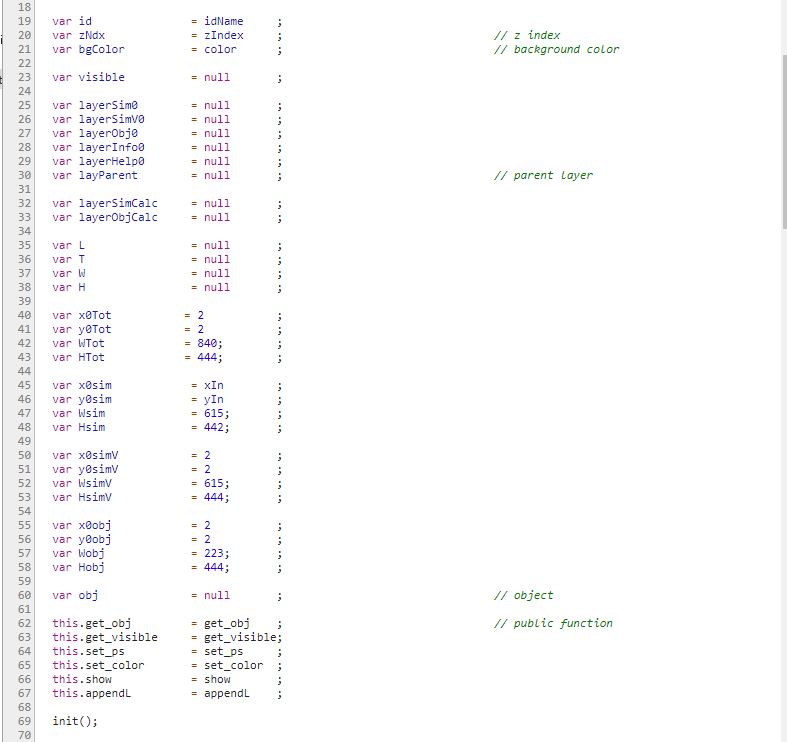 18
19 var id = idName ;
20 var zNdx = zIndex ; // z index
21 var bgColor = color ; // background color
22
23 var visible = null ;
24
25 var layerSim0 = null ;
26 var layerSimV0 = null ;
27 var layerObj0 = null ;
28 var layerInfo0 = null ;
29 var layerHelp0 = null ;
30 var layParent = null ; // parent layer
31
32 var layerSimCalc = null ;
33 var layerObjCalc = null ;
34
35 var L = null ;
36 var T = null ;
37 var W = null ;
38 var H = null ;
39
40 var x0Tot = 2 ;
41 var y0Tot = 2 ;
42 var WTot = 840; ;
43 var HTot = 444; ;
44
45 var x0sim = xIn ;
46 var y0sim = yIn ;
47 var Wsim = 615; ;
48 var Hsim = 442; ;
49
50 var x0simV = 2 ;
51 var y0simV = 2 ;
52 var WsimV = 615; ;
53 var HsimV = 444; ;
54
55 var x0obj = 2 ;
56 var y0obj = 2 ;
57 var Wobj = 223; ;
58 var Hobj = 444; ;
59
60 var obj = null ; // object
61
62 this.get_obj = get_obj ; // public function
63 this.get_visible = get_visible;
64 this.set_ps = set_ps ;
65 this.set_color = set_color ;
66 this.show = show ;
67 this.appendL = appendL ;
68
69 init();
70